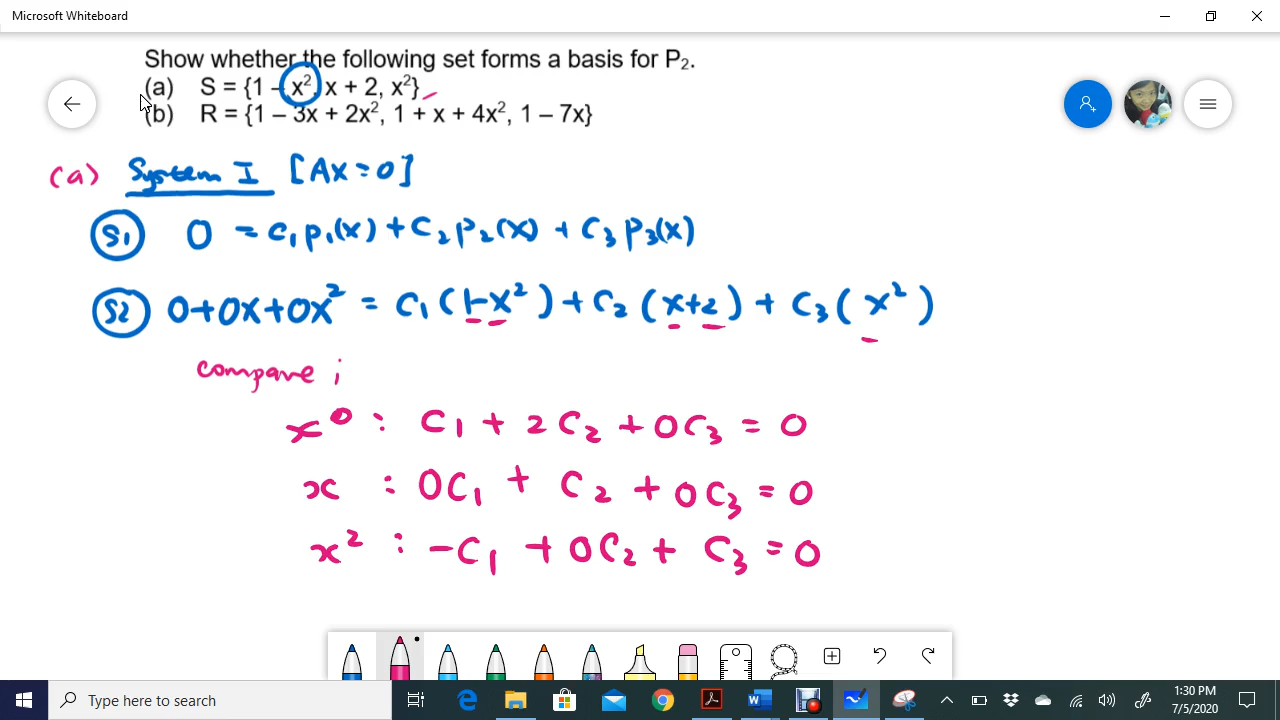 Microsoft Whiteboard
Show whether the following set forms a basis for P₂.
(a) S = {1 – x², x + 2, x²}
(b) R = {1 – 3x + 2x², 1 + x + 4x², 1 – 7x}
(a) System I [Ax = 0]
S1 0 = c₁p₁(x) + c₂p₂(x) + c₃p₃(x)
S2 0+0x+0x² = c₁(1-x²) + c₂(x+2) + c₃(x²)
compare ;
x⁰ : c₁ + 2c₂ + 0c₃ = 0
x : 0c₁ + c₂ + 0c₃ = 0
x² : -c₁ + 0c₂ + c₃ = 0
Type here to search
1:30 PM
7/5/2020